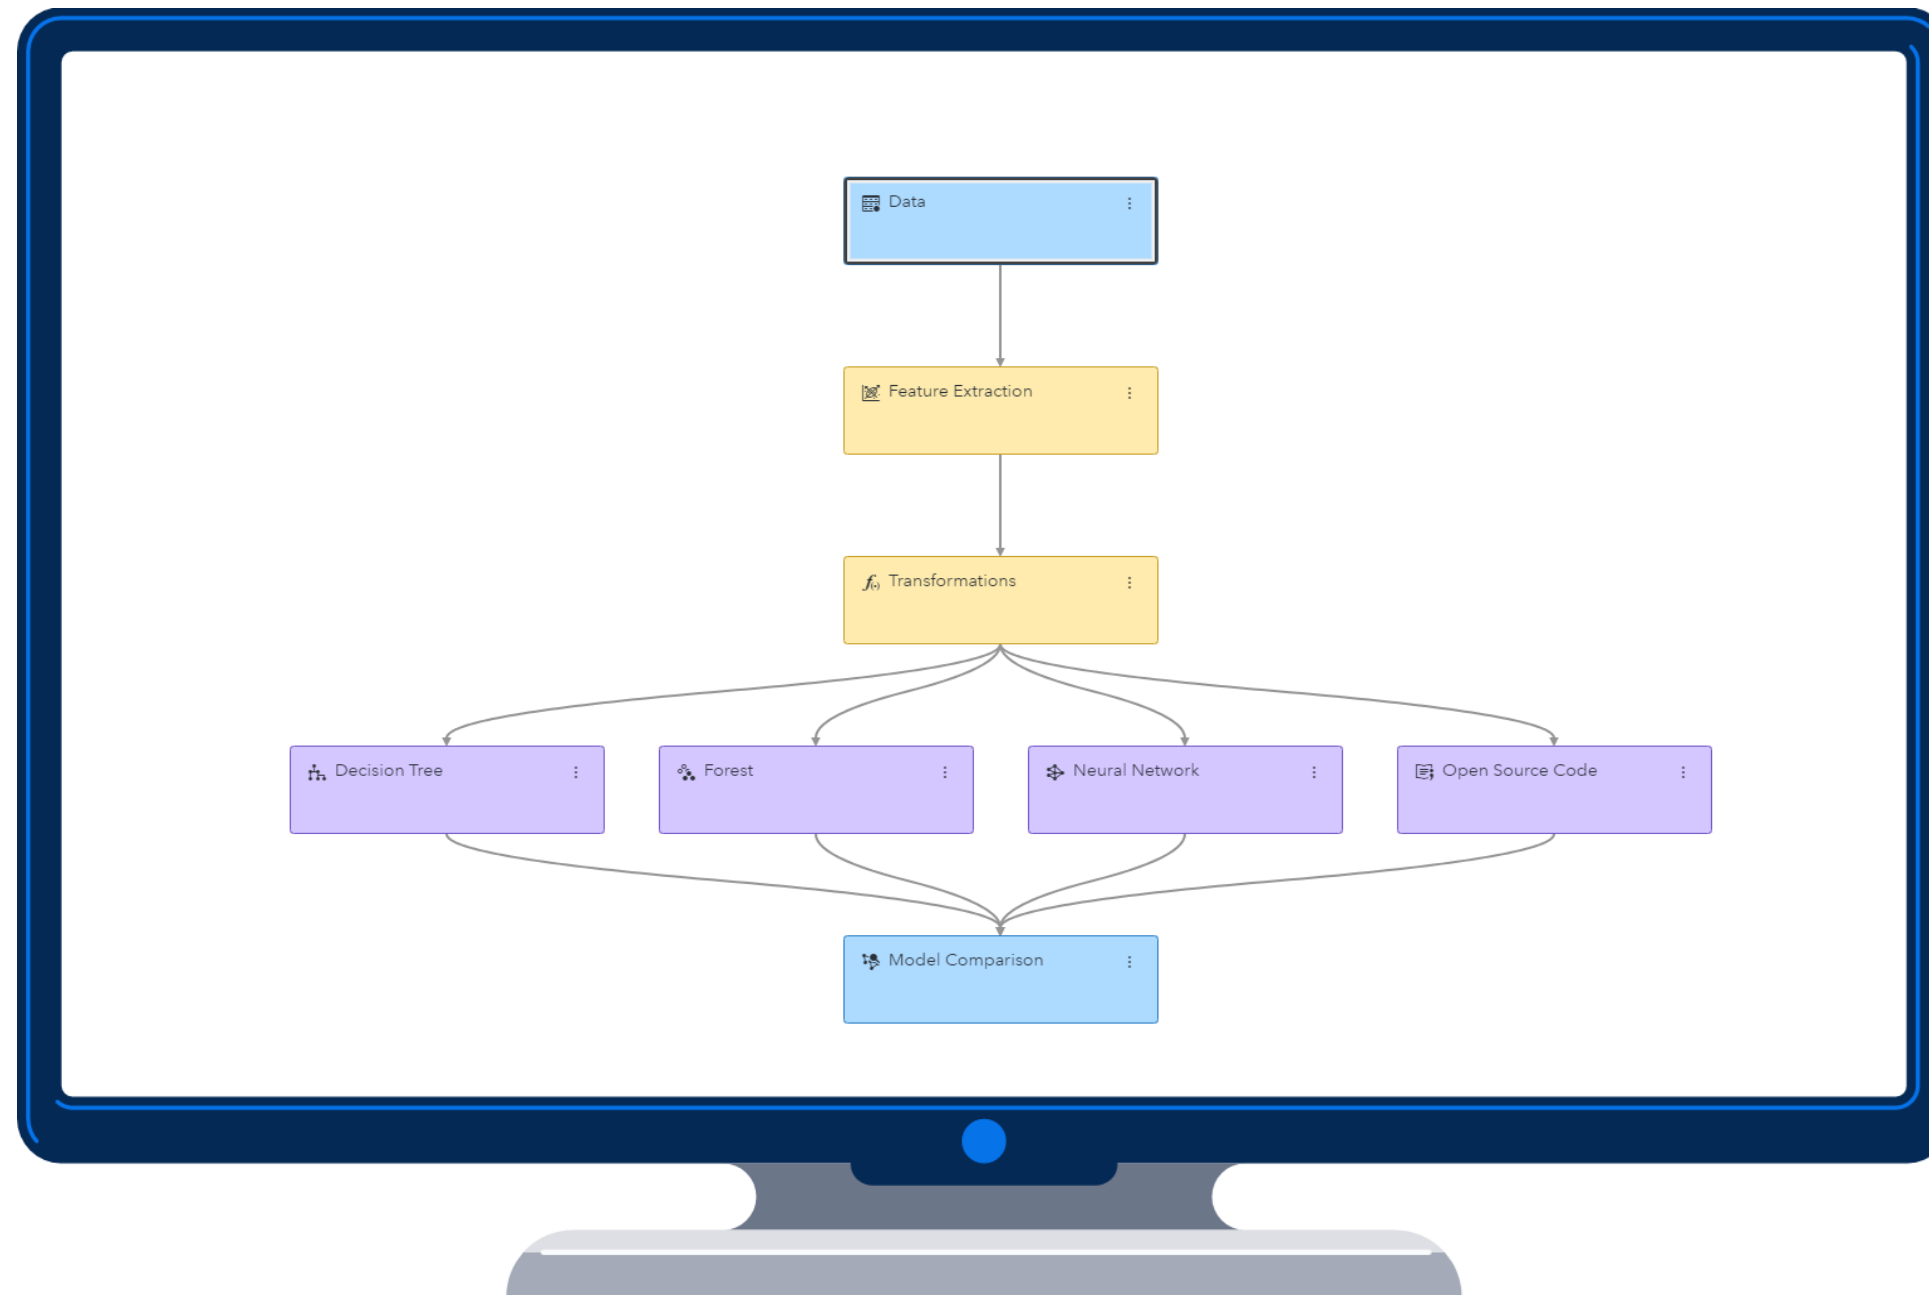 Data
Feature Extraction
Transformations
Decision Tree
Forest
Neural Network
Open Source Code
Model Comparison